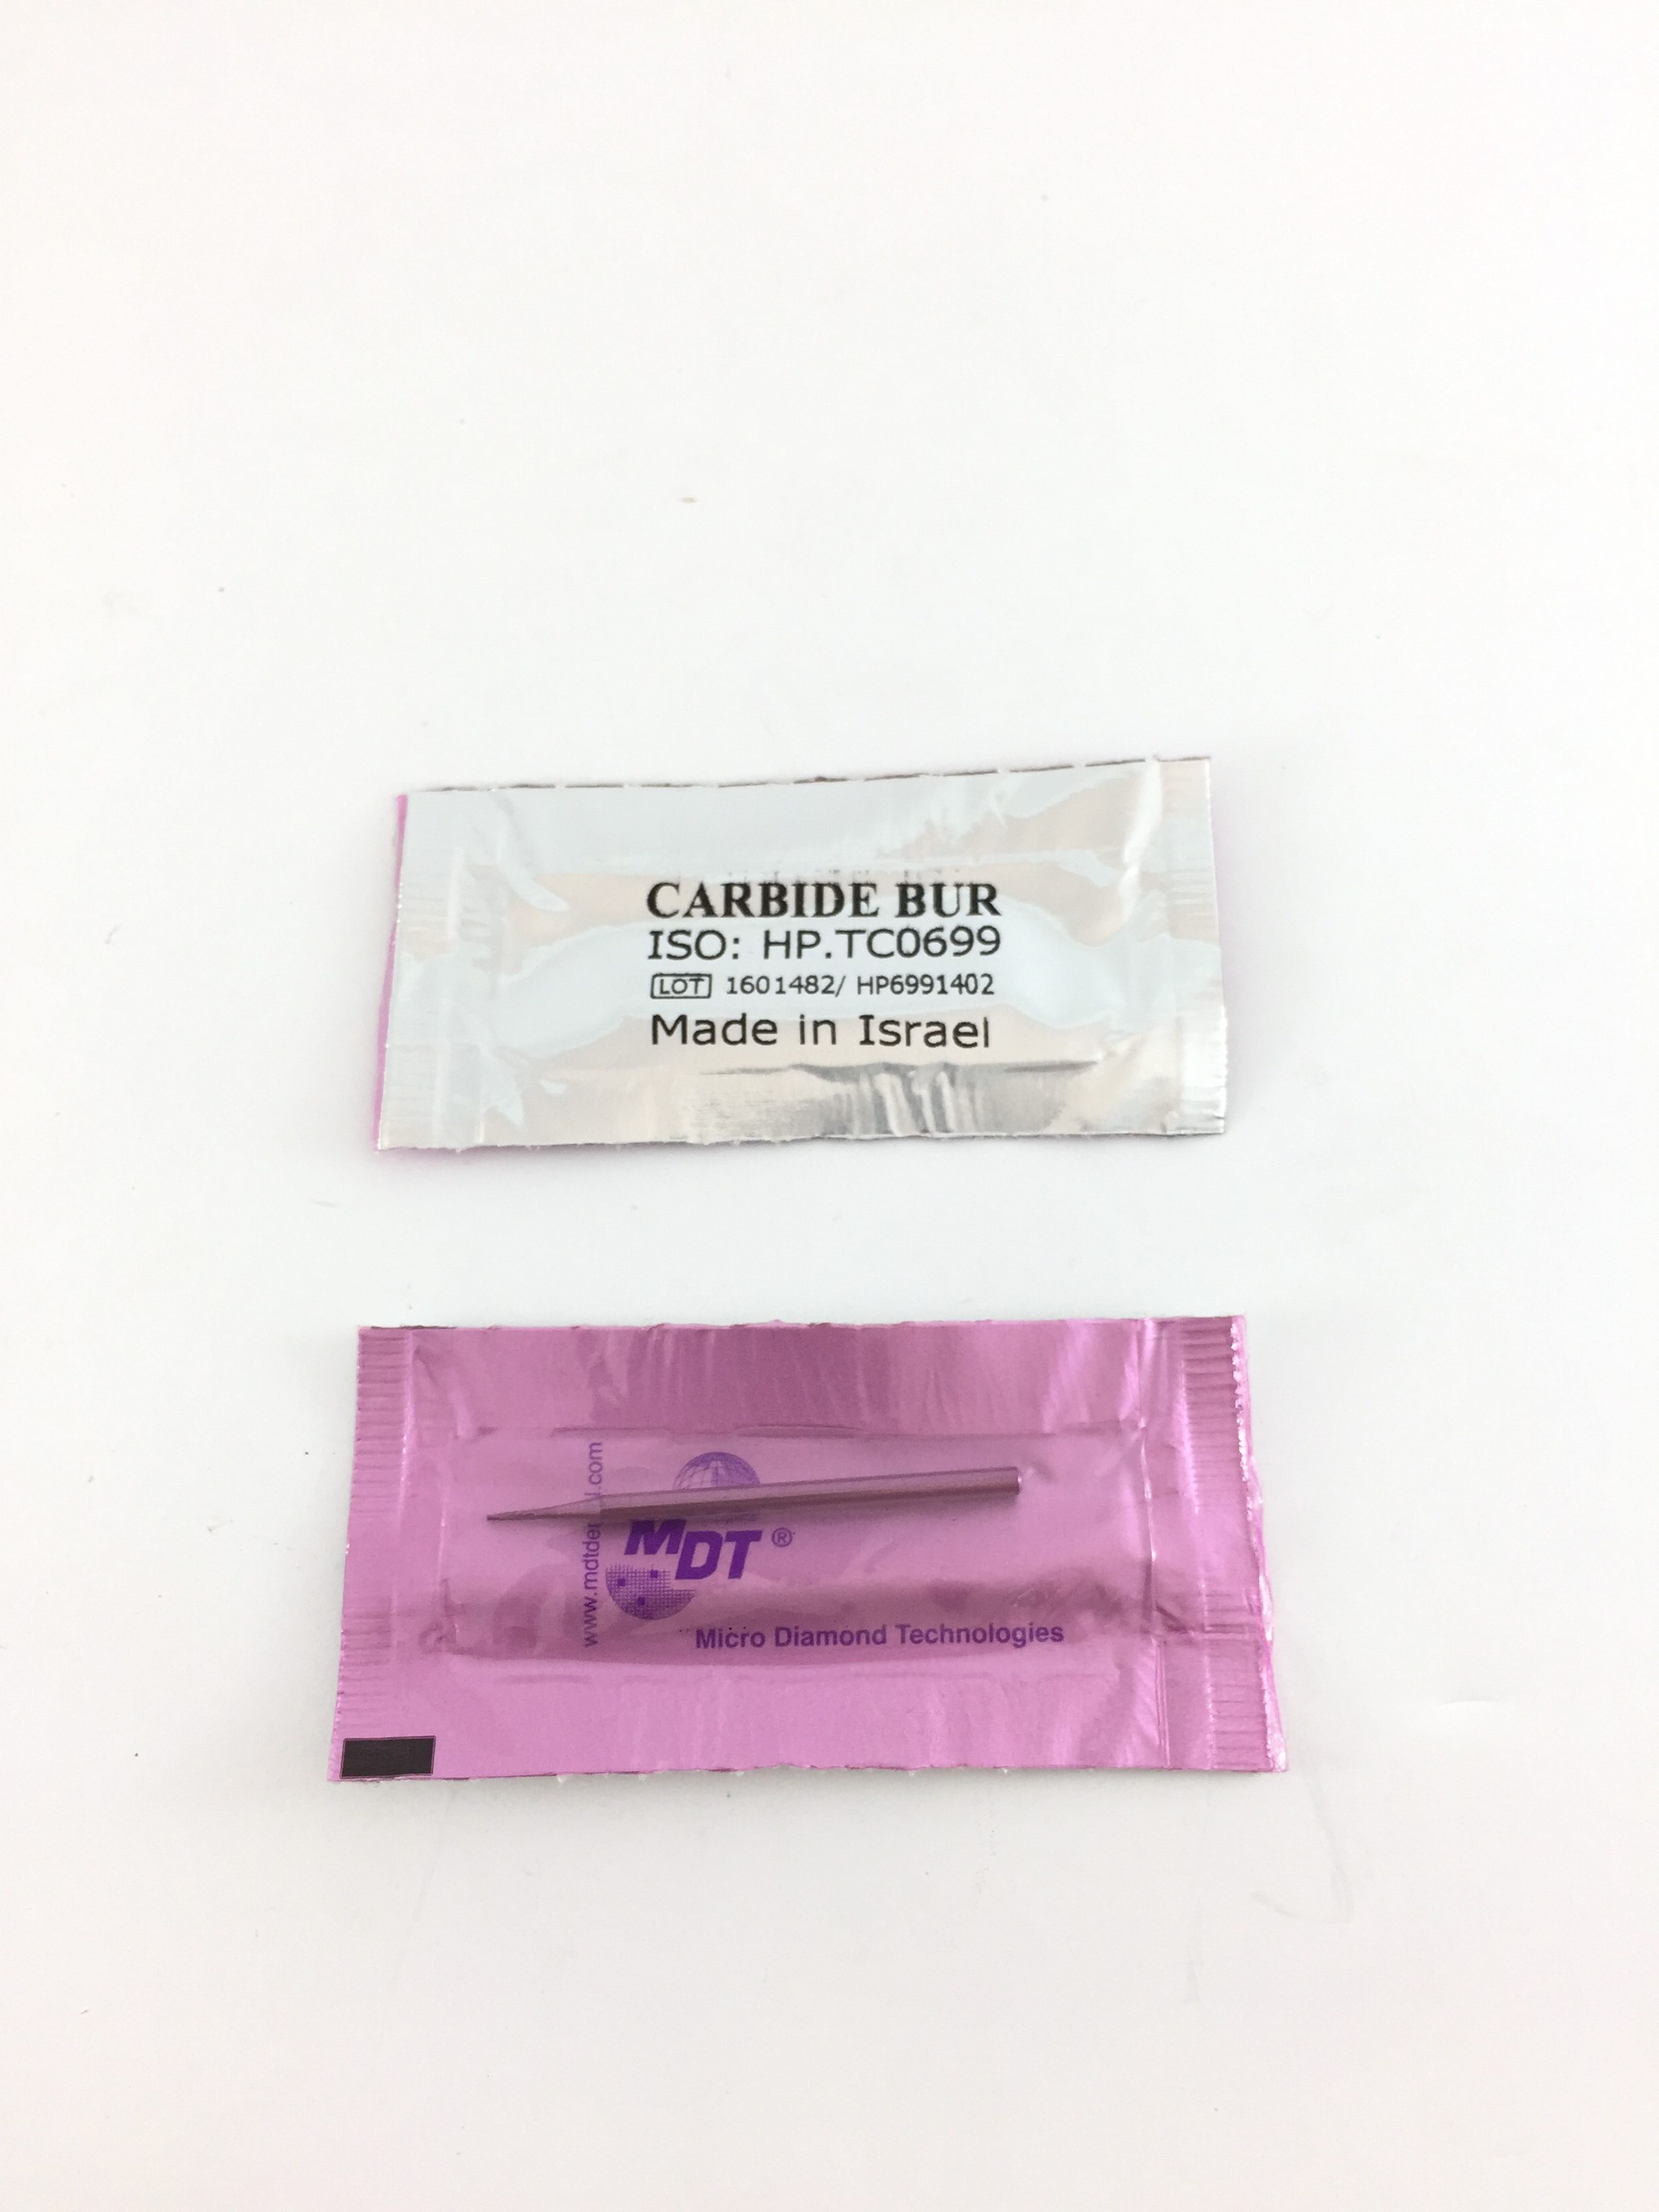 CARBIDE BUR
ISO: HP.TC0699
LOT 1601482/ HP6991402
Made in Israel
MDT ®
Micro Diamond Technologies